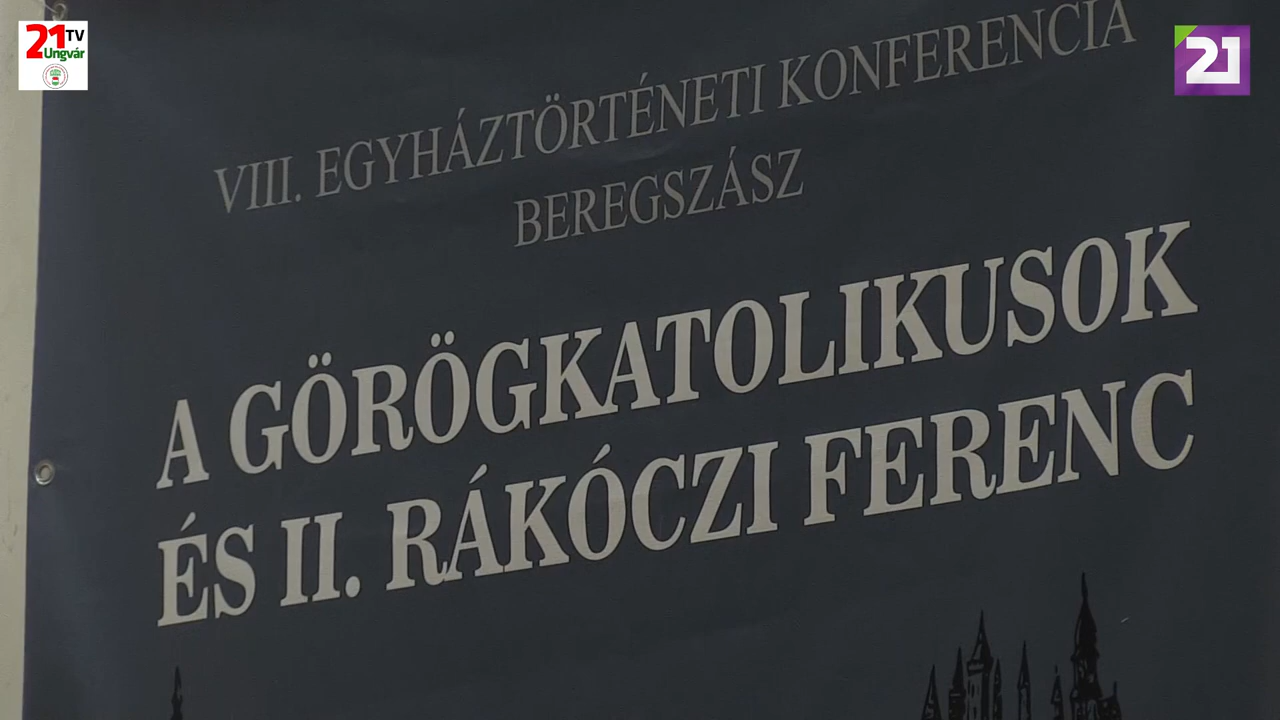 21 TV
Ungvár
21
VIII. EGYHÁZTÖRTÉNETI KONFERENCIA
BEREGSZÁSZ
A GÖRÖGKATOLIKUSOK
ÉS II. RÁKÓCZI FERENC